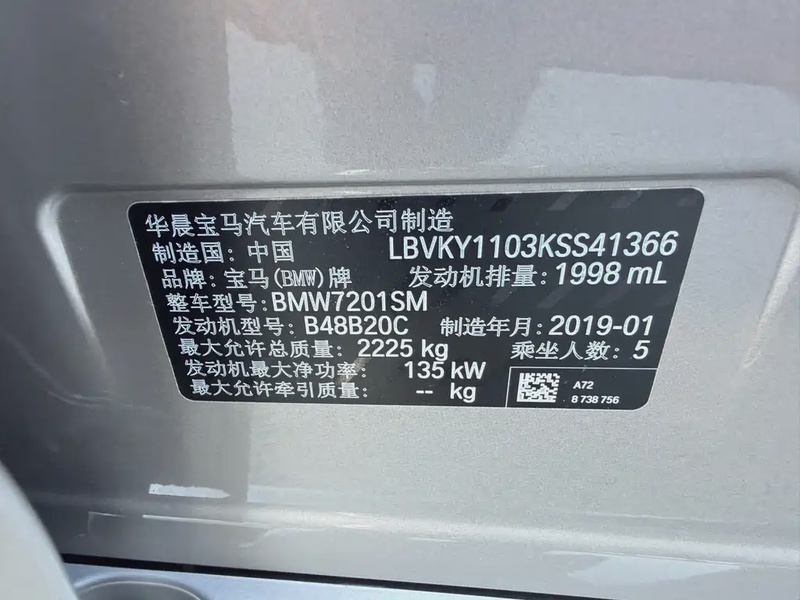 华晨宝马汽车有限公司制造
制造国：中国 LBVKY1103KSS41366
品牌：宝马(BMW)牌 发动机排量：1998 mL
整车型号：BMW7201SM
发动机型号：B48B20C 制造年月：2019-01
最大允许总质量：2225 kg 乘坐人数：5
发动机最大净功率：135 kW
最大允许牵引质量：-- kg
A72
8 738 756